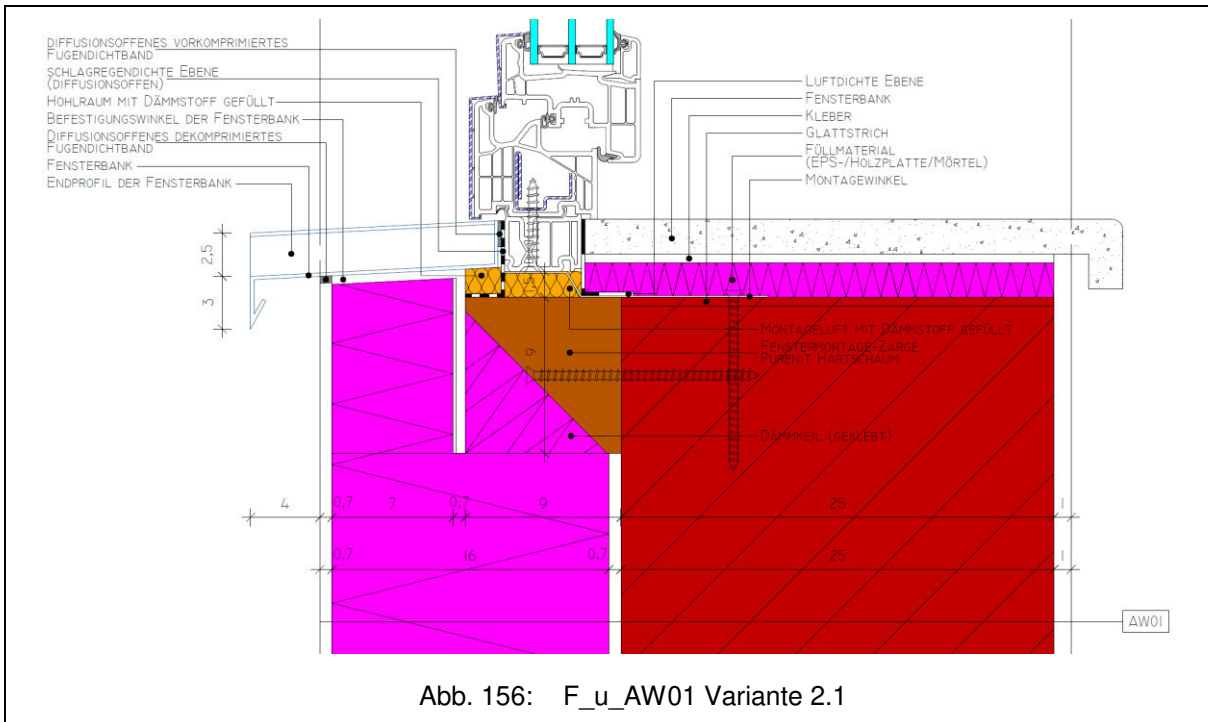 DIFFUSIONSOFFENES VORKOMPRIMIERTES
FUGENDICHTBAND
SCHLAGREGENDICHTE EBENE
(DIFFUSIONSOFFEN)
HOHLRAUM MIT DÄMMSTOFF GEFÜLLT
BEFESTIGUNGSWINKEL DER FENSTERBANK
DIFFUSIONSOFFENES DEKOMPRIMIERTES
FUGENDICHTBAND
FENSTERBANK
ENDPROFIL DER FENSTERBANK
LUFTDICHTE EBENE
FENSTERBANK
KLEBER
GLATTSTRICH
FÜLLMATERIAL
(EPS-/HOLZPLATTE/MÖRTEL)
MONTAGEWINKEL
2,5
3
MONTAGELUFT MIT DÄMMSTOFF GEFÜLLT
FENSTERMONTAGE-ZARGE
PURENIT HARTSCHAUM
9
DÄMMKEIL (GEKLEBT)
4 0,7 7 0,7 9 25 1
0,7 16 0,7 25 1
AW01
Abb. 156: F_u_AW01 Variante 2.1